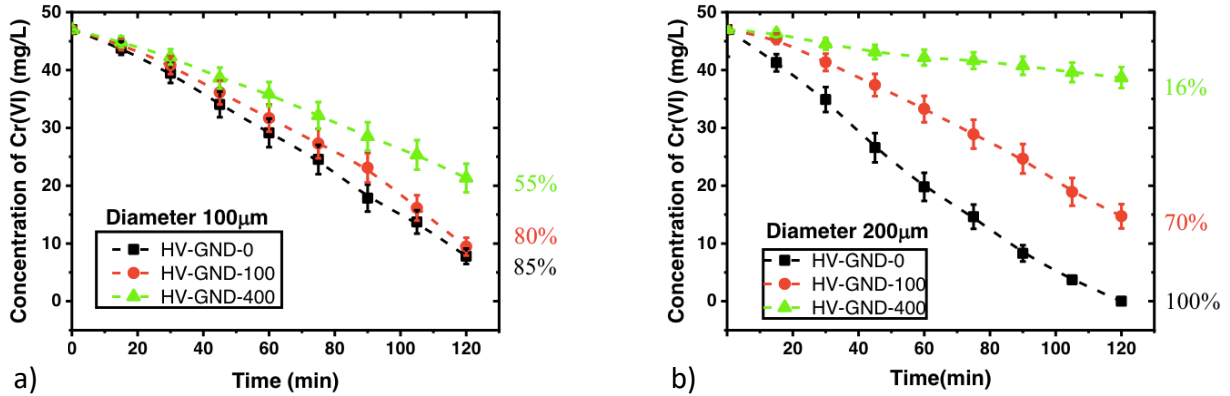 Concentration of Cr(VI) (mg/L)
50
40
30
20
10
0
Diameter 100μm
HV-GND-0
HV-GND-100
HV-GND-400
55%
80%
85%
0 20 40 60 80 100 120
Time (min)
a)
Concentration of Cr(VI) (mg/L)
50
40
30
20
10
0
Diameter 200μm
HV-GND-0
HV-GND-100
HV-GND-400
16%
70%
100%
20 40 60 80 100 120
Time(min)
b)